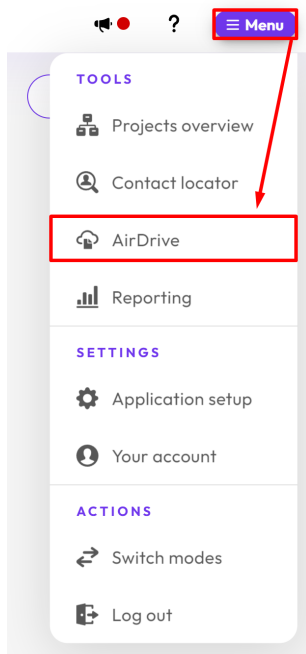 ? Menu
TOOLS
Projects overview
Contact locator
AirDrive
Reporting
SETTINGS
Application setup
Your account
ACTIONS
Switch modes
Log out